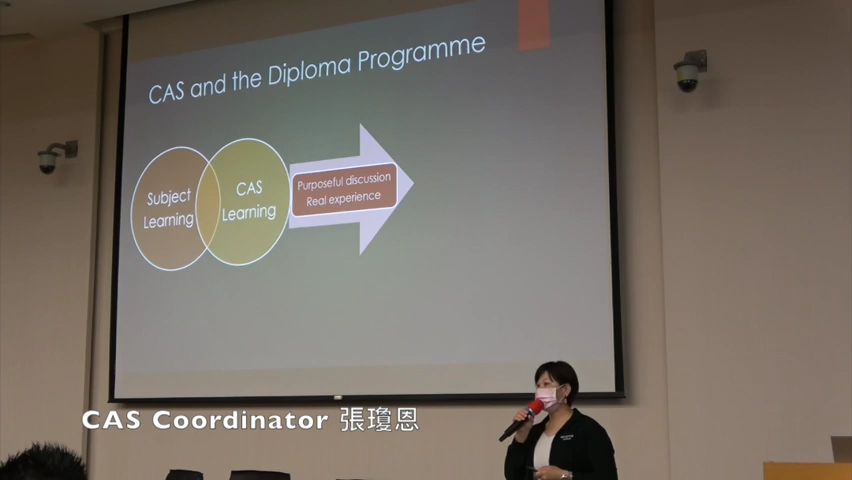 CAS and the Diploma Programme
Subject
Learning
CAS
Learning
Purposeful discussion
Real experience
CAS Coordinator 張瓊恩